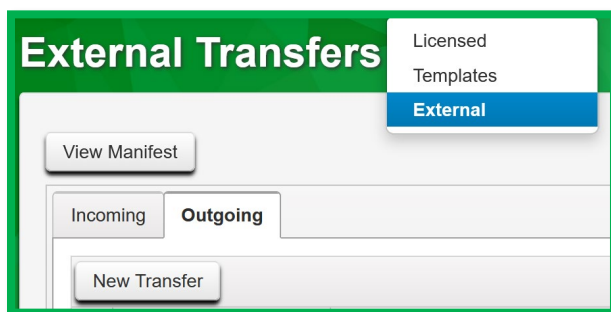 External Transfers
Licensed
Templates
External
View Manifest
Incoming
Outgoing
New Transfer